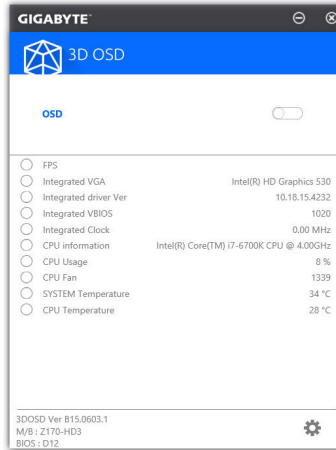 GIGABYTE™
3D OSD
OSD
FPS
Integrated VGA Intel(R) HD Graphics 530
Integrated driver Ver 10.18.15.4232
Integrated VBIOS 1020
Integrated Clock 0.00 MHz
CPU information Intel(R) Core(TM) i7-6700K CPU @ 4.00GHz
CPU Usage 8 %
CPU Fan 1339
SYSTEM Temperature 34 °C
CPU Temperature 28 °C
3DOSD Ver B15.0603.1
M/B : Z170-HD3
BIOS : D12